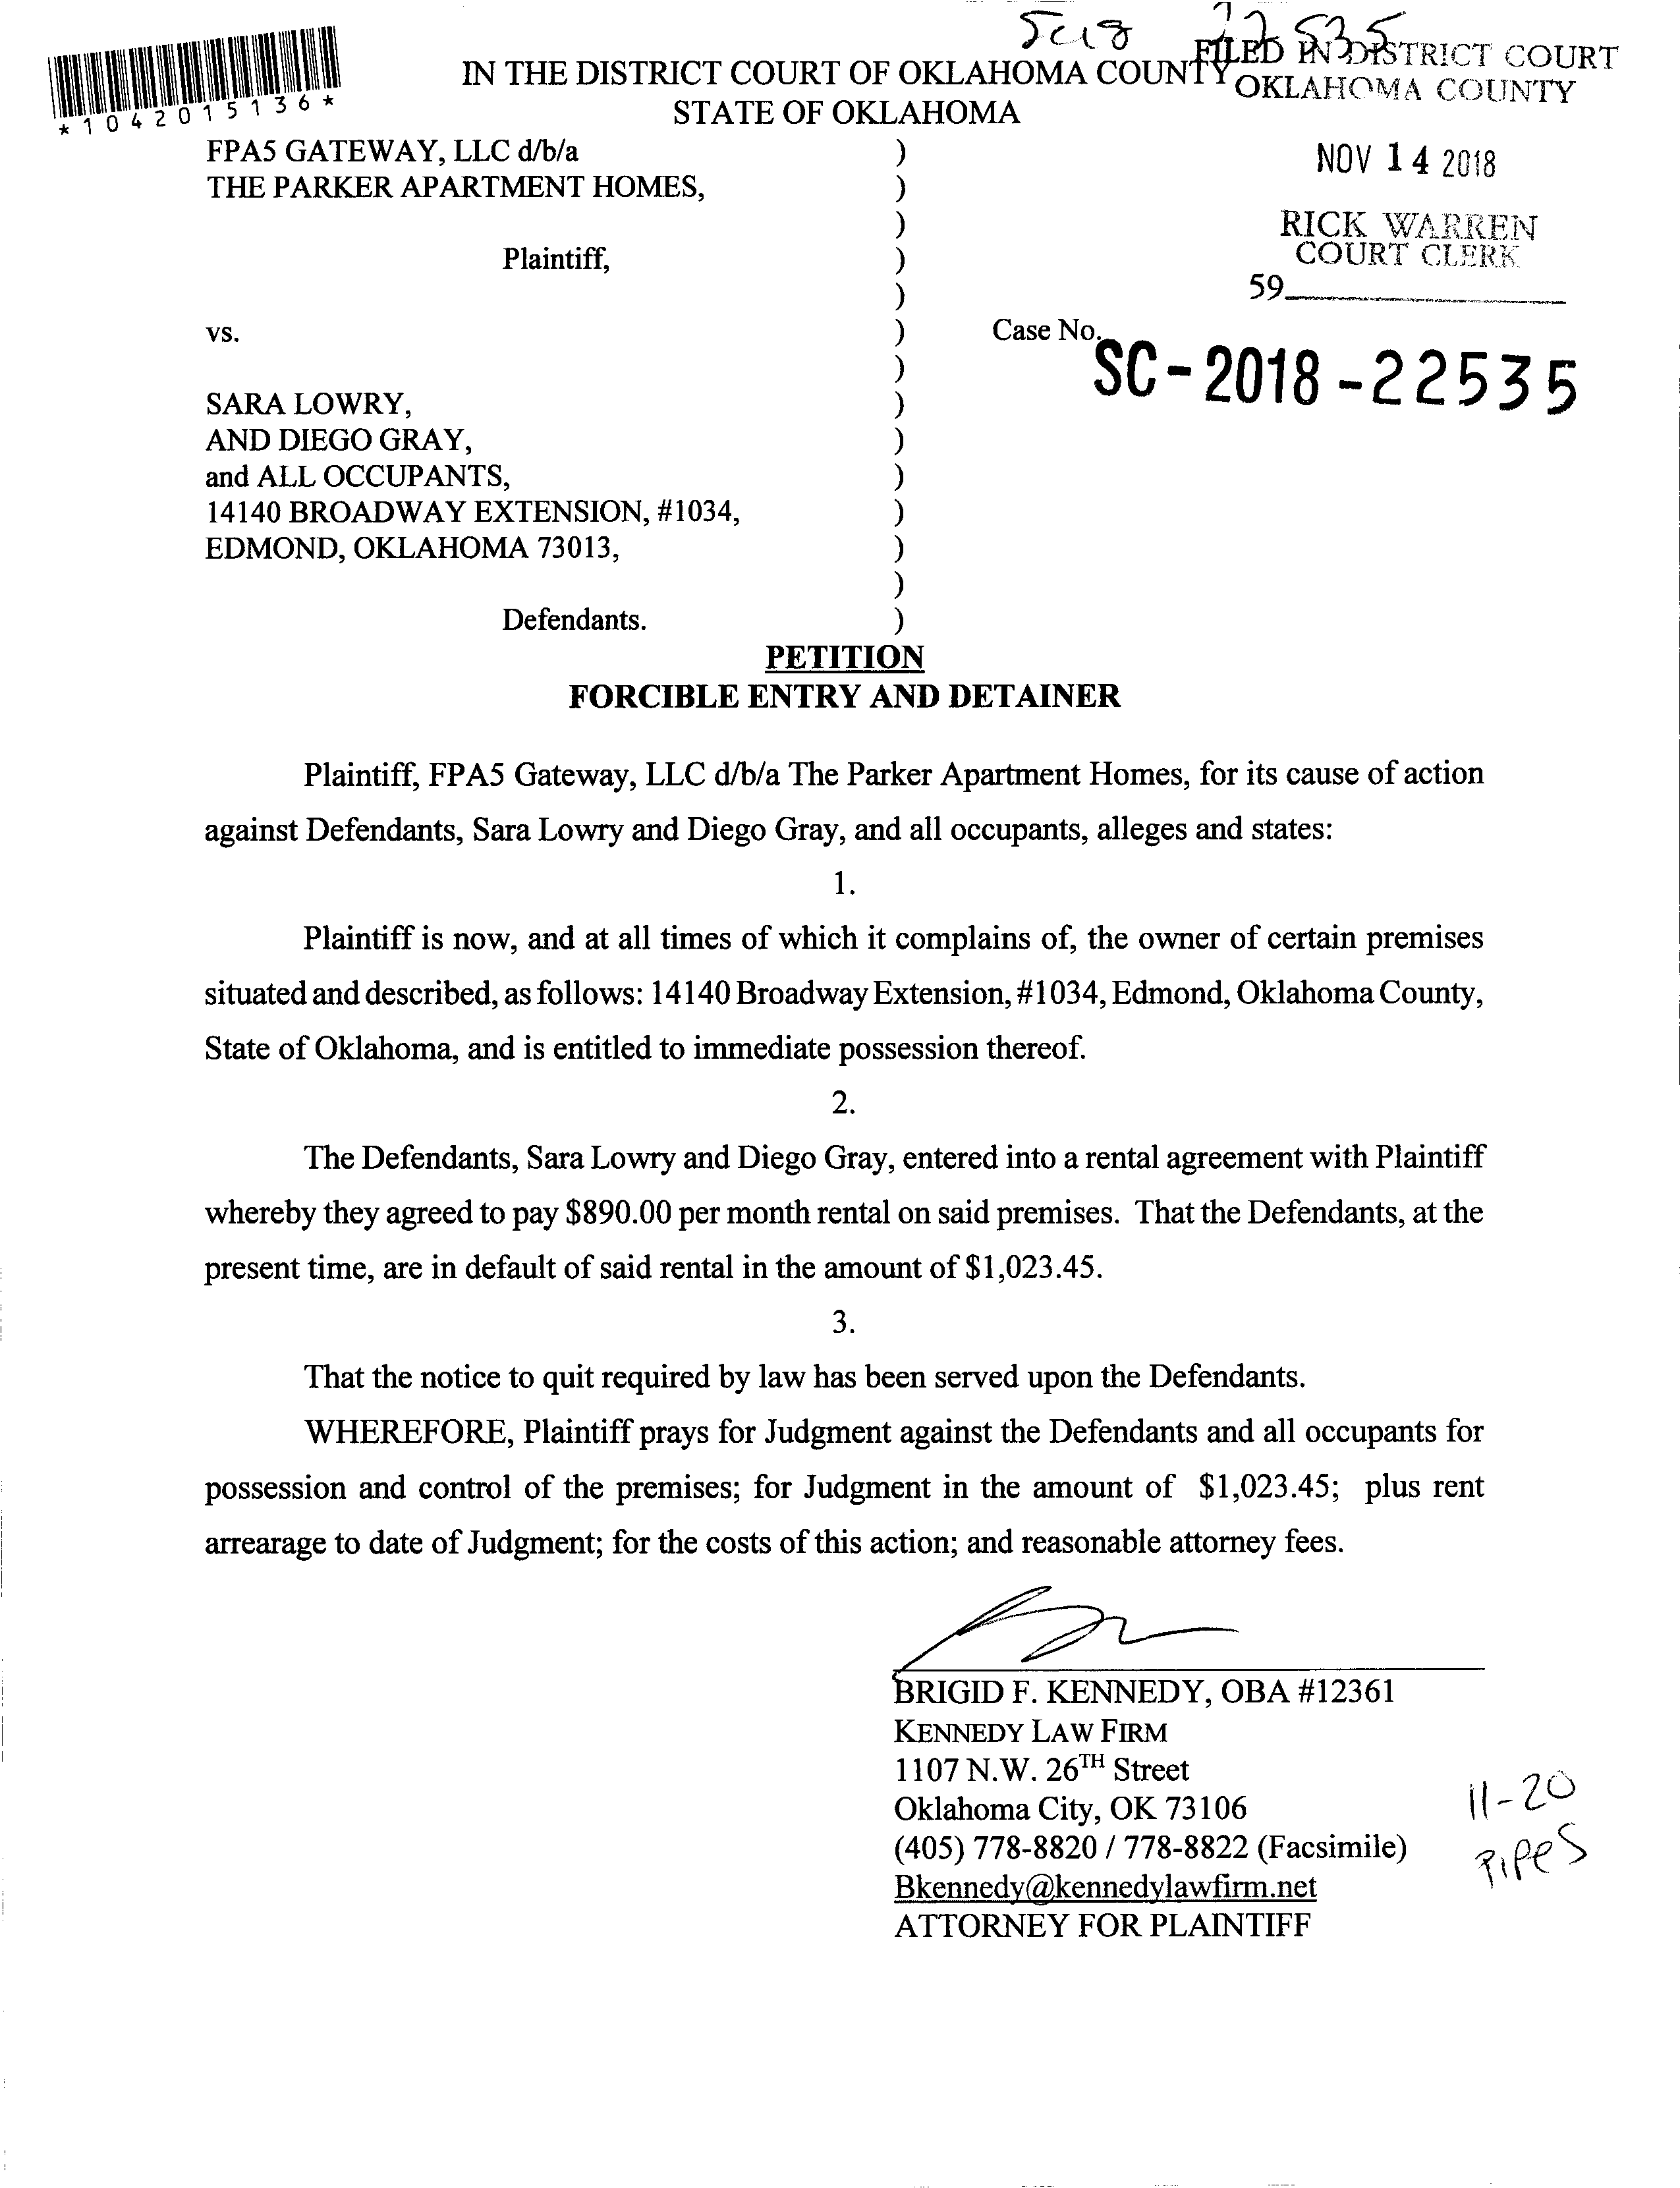 SC18 22535
IN THE DISTRICT COURT OF OKLAHOMA COUNTY
STATE OF OKLAHOMA
FILED IN DISTRICT COURT
OKLAHOMA COUNTY
*1042015136*
NOV 14 2018
RICK WARREN
COURT CLERK
59
FPA5 GATEWAY, LLC d/b/a )
THE PARKER APARTMENT HOMES, )
)
Plaintiff, )
)
vs. )
)
Case No. SC-2018-22535
SARA LOWRY, )
AND DIEGO GRAY, )
and ALL OCCUPANTS, )
14140 BROADWAY EXTENSION, #1034, )
EDMOND, OKLAHOMA 73013, )
)
Defendants. )
PETITION
FORCIBLE ENTRY AND DETAINER
Plaintiff, FPA5 Gateway, LLC d/b/a The Parker Apartment Homes, for its cause of action
against Defendants, Sara Lowry and Diego Gray, and all occupants, alleges and states:
1.
Plaintiff is now, and at all times of which it complains of, the owner of certain premises
situated and described, as follows: 14140 Broadway Extension, #1034, Edmond, Oklahoma County,
State of Oklahoma, and is entitled to immediate possession thereof.
2.
The Defendants, Sara Lowry and Diego Gray, entered into a rental agreement with Plaintiff
whereby they agreed to pay $890.00 per month rental on said premises. That the Defendants, at the
present time, are in default of said rental in the amount of $1,023.45.
3.
That the notice to quit required by law has been served upon the Defendants.
WHEREFORE, Plaintiff prays for Judgment against the Defendants and all occupants for
possession and control of the premises; for Judgment in the amount of $1,023.45; plus rent
arrearage to date of Judgment; for the costs of this action; and reasonable attorney fees.
BRIGID F. KENNEDY, OBA #12361
KENNEDY LAW FIRM
1107 N.W. 26TH Street
Oklahoma City, OK 73106
(405) 778-8820 / 778-8822 (Facsimile)
Bkennedy@kennedylawfirm.net
ATTORNEY FOR PLAINTIFF
11-20
PiPeS